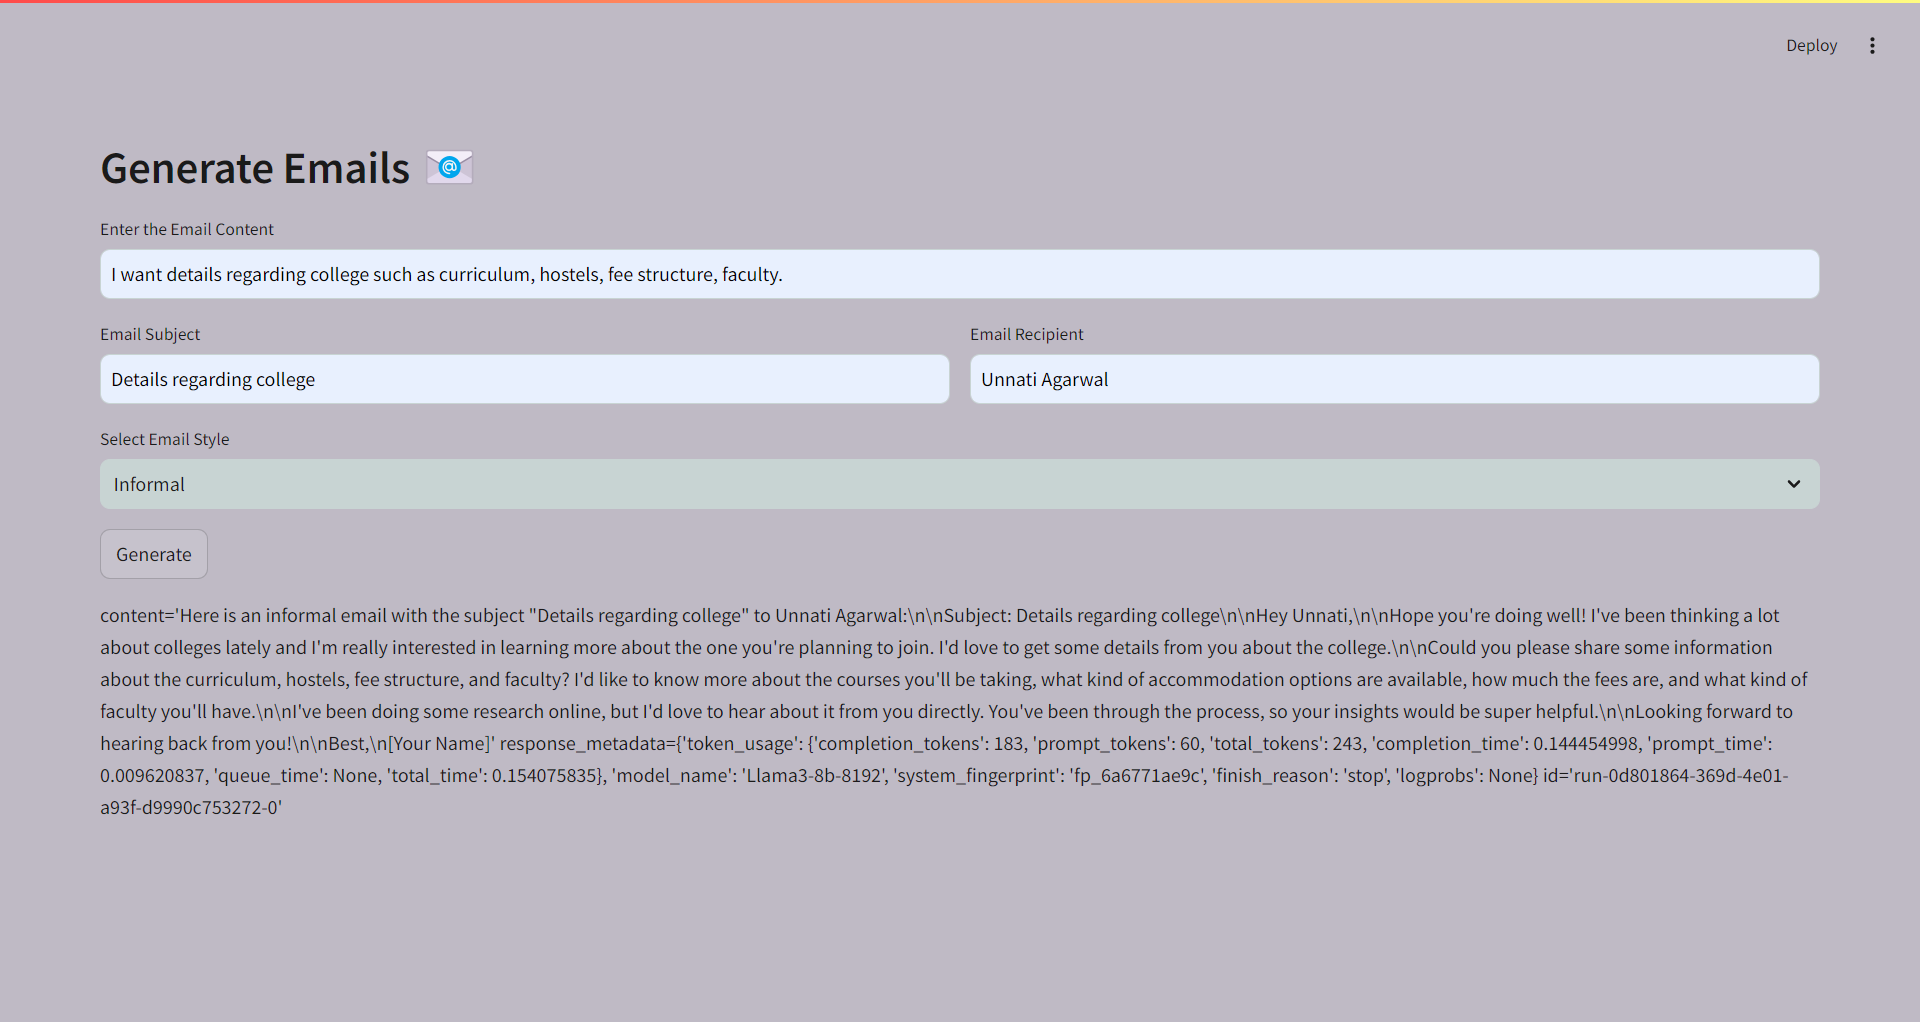 Deploy
Generate Emails
Enter the Email Content
I want details regarding college such as curriculum, hostels, fee structure, faculty.
Email Subject
Email Recipient
Details regarding college
Unnati Agarwal
Select Email Style
Informal
Generate
content='Here is an informal email with the subject "Details regarding college" to Unnati Agarwal:\n\nSubject: Details regarding college\n\nHey Unnati,\n\nHope you're doing well! I've been thinking a lot
about colleges lately and I'm really interested in learning more about the one you're planning to join. I'd love to get some details from you about the college.\n\nCould you please share some information
about the curriculum, hostels, fee structure, and faculty? I'd like to know more about the courses you'll be taking, what kind of accommodation options are available, how much the fees are, and what kind of
faculty you'll have.\n\nI've been doing some research online, but I'd love to hear about it from you directly. You've been through the process, so your insights would be super helpful.\n\nLooking forward to
hearing back from you!\n\nBest,\n[Your Name]' response_metadata={'token_usage': {'completion_tokens': 183, 'prompt_tokens': 60, 'total_tokens': 243, 'completion_time': 0.144454998, 'prompt_time':
0.009620837, 'queue_time': None, 'total_time': 0.154075835}, 'model_name': 'Llama3-8b-8192', 'system_fingerprint': 'fp_6a6771ae9c', 'finish_reason': 'stop', 'logprobs': None} id='run-0d801864-369d-4e01-
a93f-d9990c753272-0'